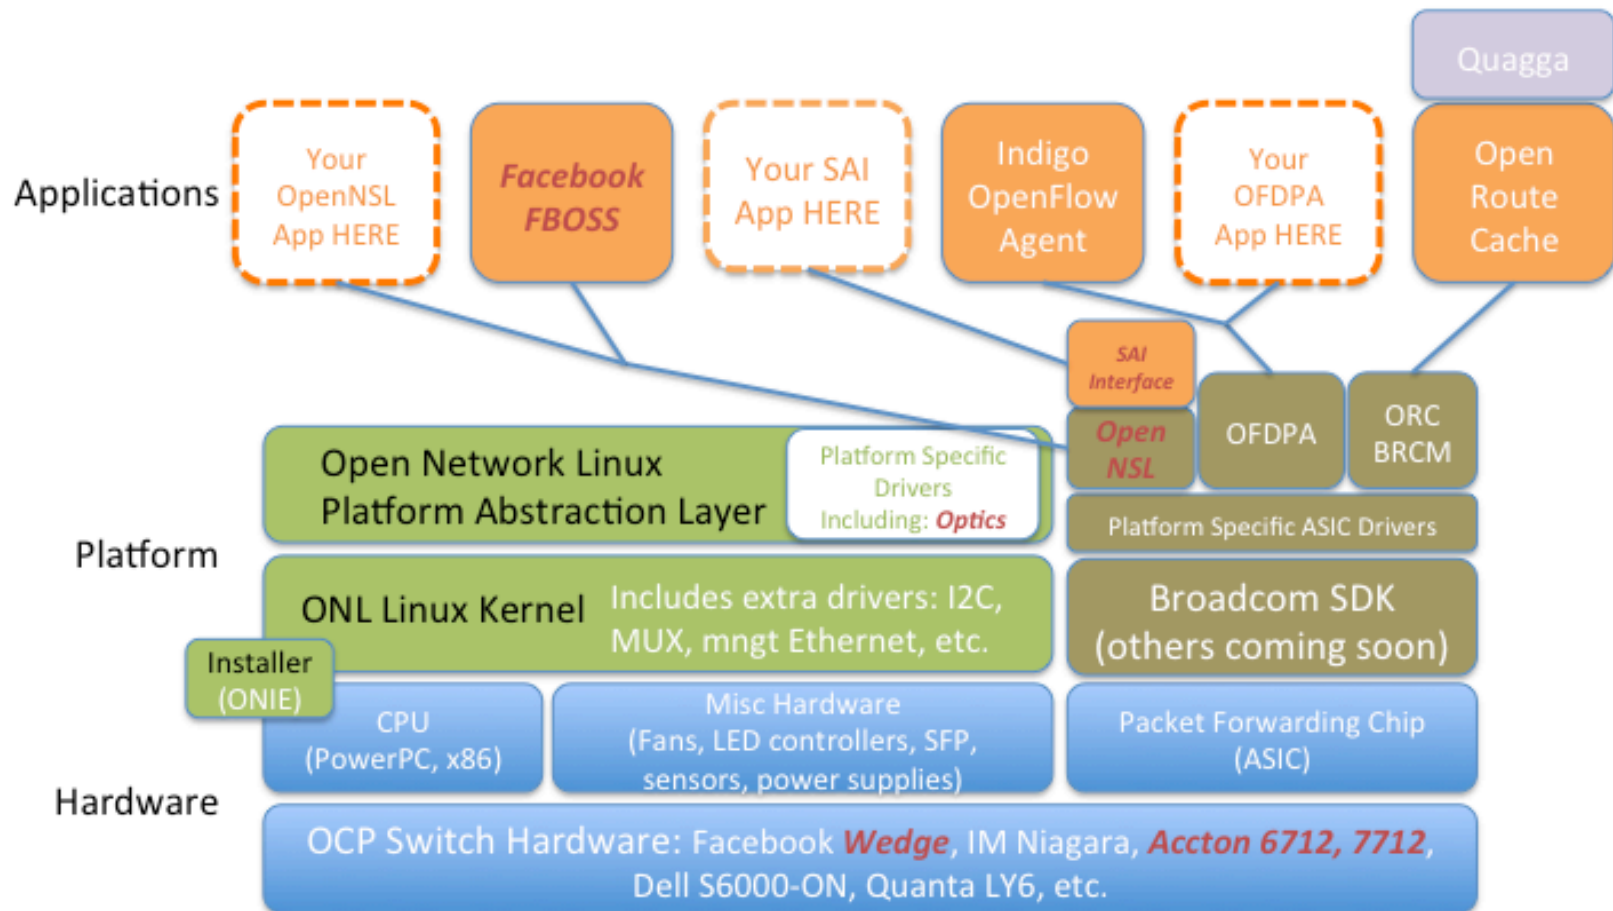 Quagga
Applications
Your
OpenNSL
App HERE
Facebook
FBOSS
Your SAI
App HERE
Indigo
OpenFlow
Agent
Your
OFDPA
App HERE
Open
Route
Cache
SAI
Interface
Open
NSL
OFDPA
ORC
BRCM
Platform
Open Network Linux
Platform Abstraction Layer
Platform Specific
Drivers
Including: Optics
Platform Specific ASIC Drivers
ONL Linux Kernel
Includes extra drivers: I2C,
MUX, mngt Ethernet, etc.
Broadcom SDK
(others coming soon)
Installer
(ONIE)
Hardware
CPU
(PowerPC, x86)
Misc Hardware
(Fans, LED controllers, SFP,
sensors, power supplies)
Packet Forwarding Chip
(ASIC)
OCP Switch Hardware: Facebook Wedge, IM Niagara, Accton 6712, 7712,
Dell S6000-ON, Quanta LY6, etc.